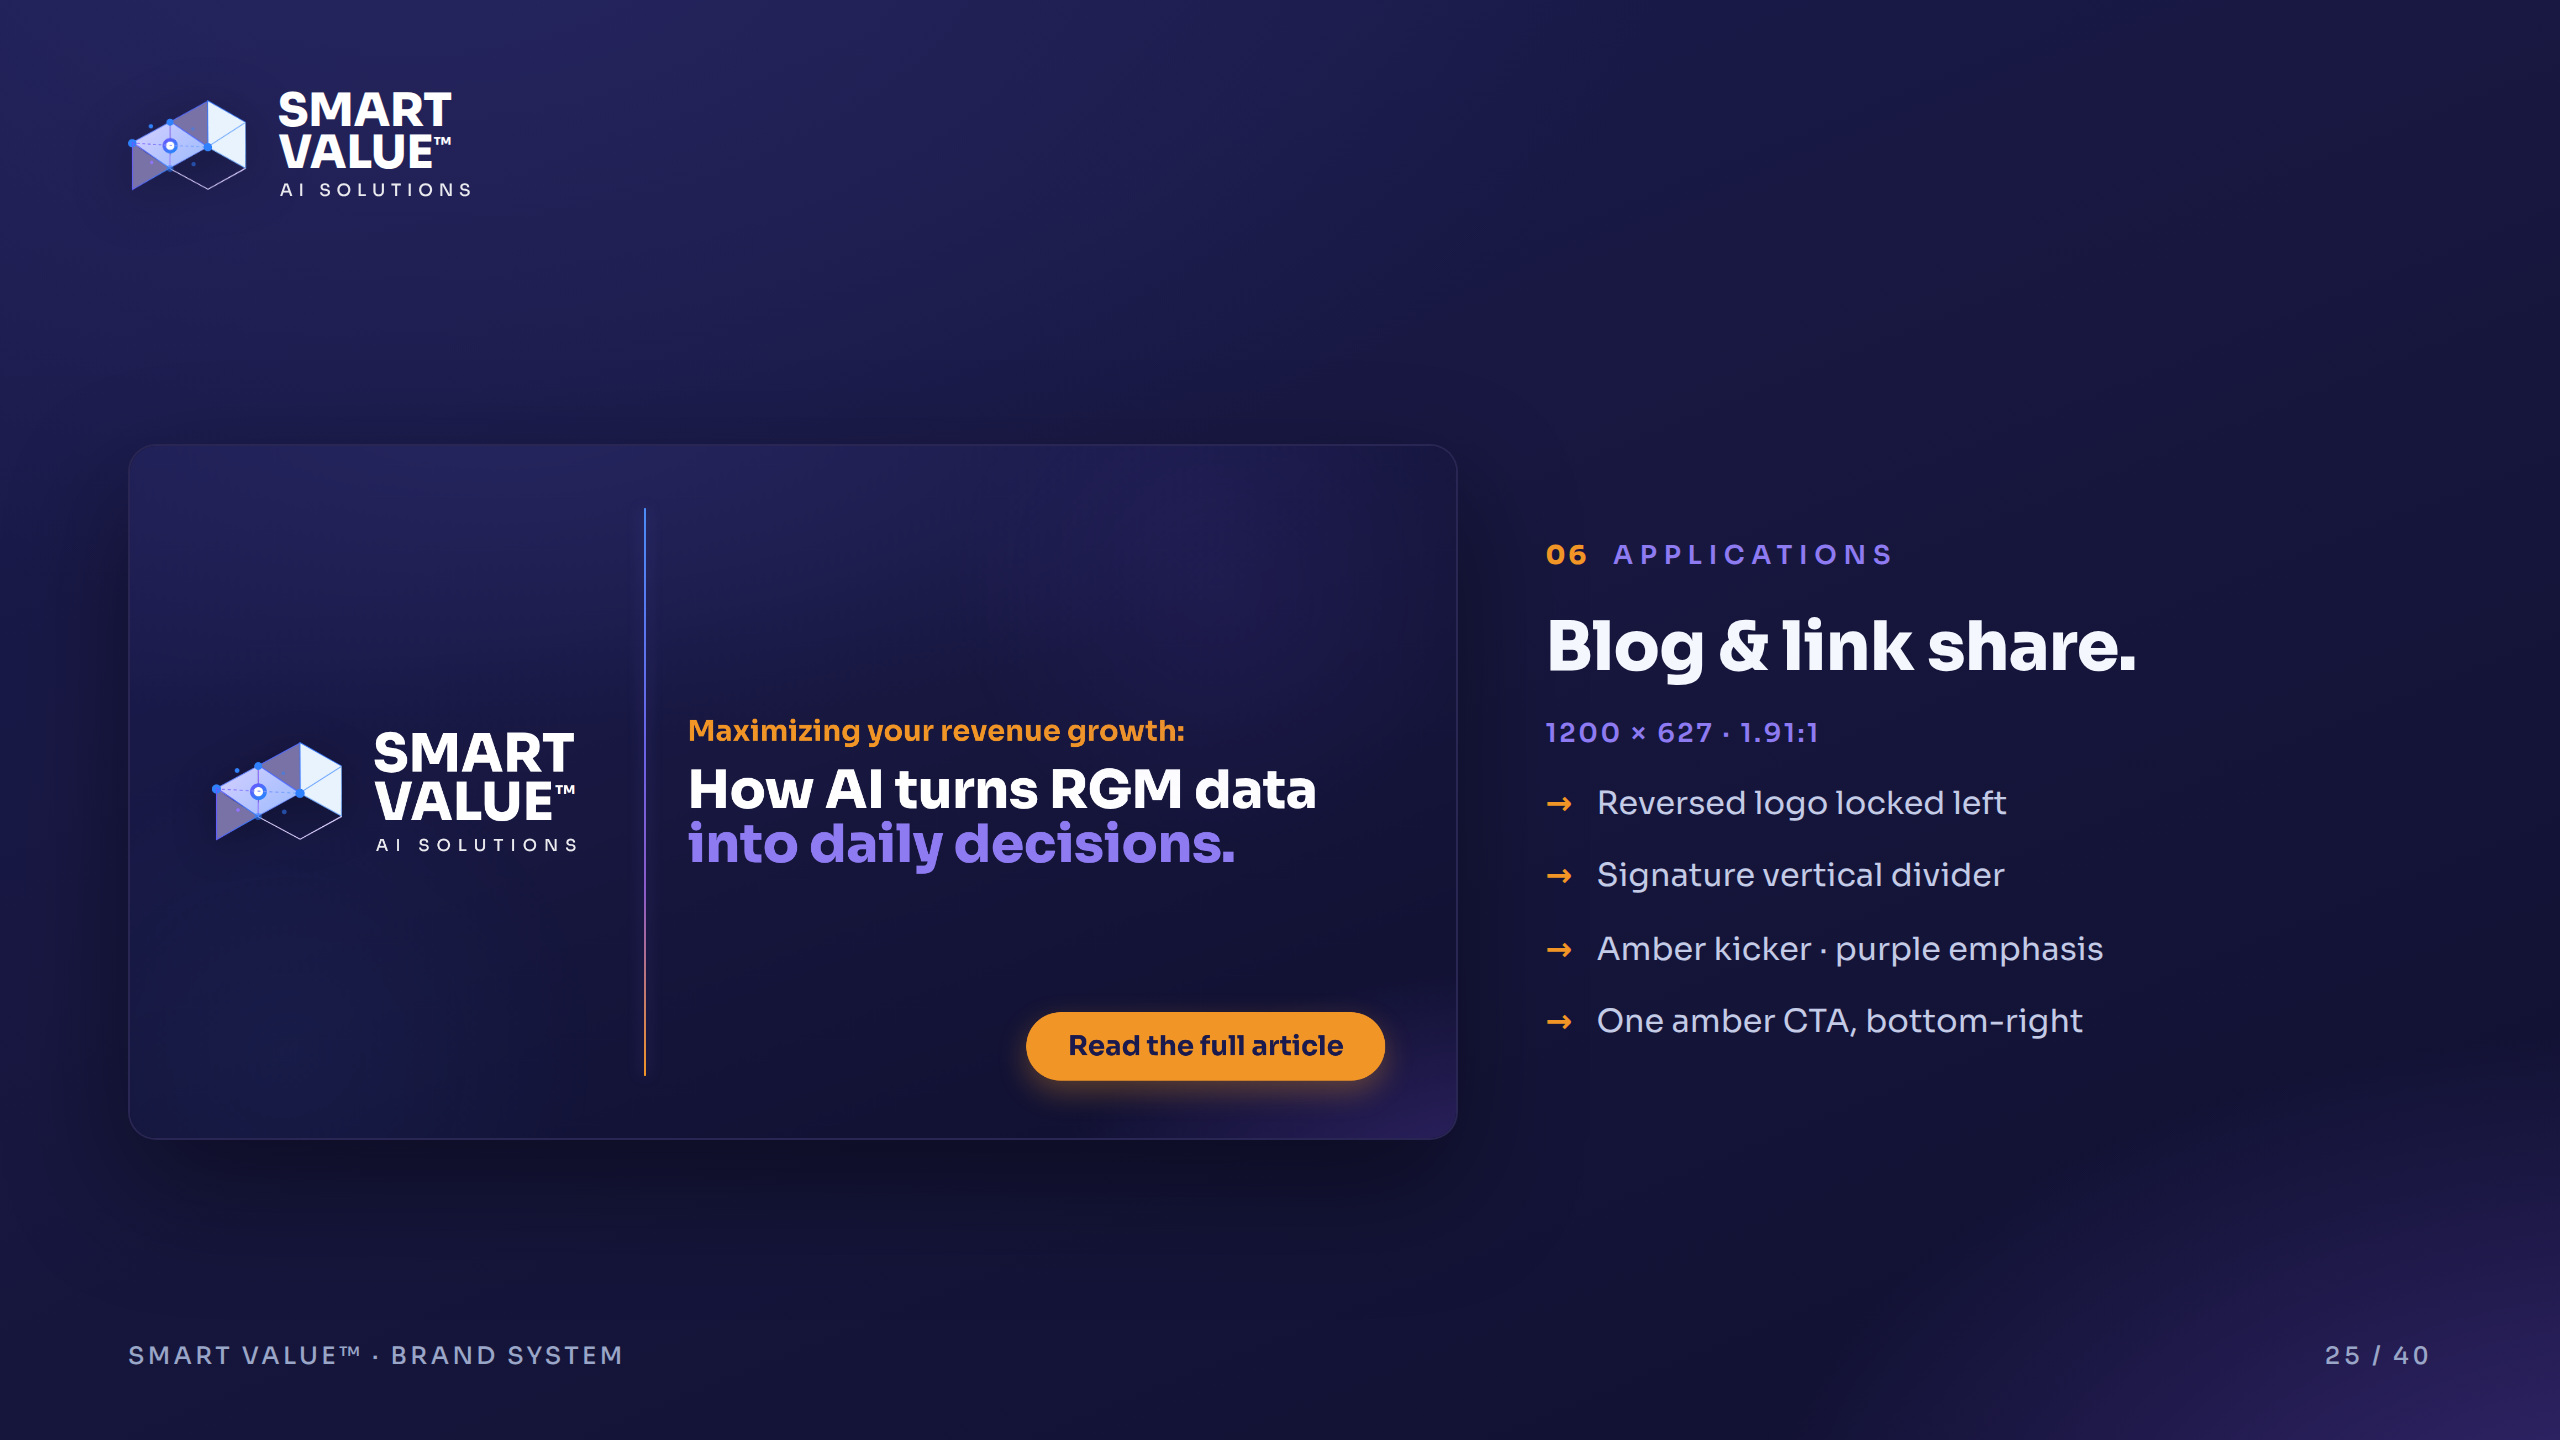 SMART
VALUE™
AI SOLUTIONS
SMART
VALUE™
AI SOLUTIONS
Maximizing your revenue growth:
How AI turns RGM data
into daily decisions.
Read the full article
06 APPLICATIONS
Blog & link share.
1200 × 627 · 1.91:1
→ Reversed logo locked left
→ Signature vertical divider
→ Amber kicker · purple emphasis
→ One amber CTA, bottom-right
SMART VALUE™ · BRAND SYSTEM
25 / 40